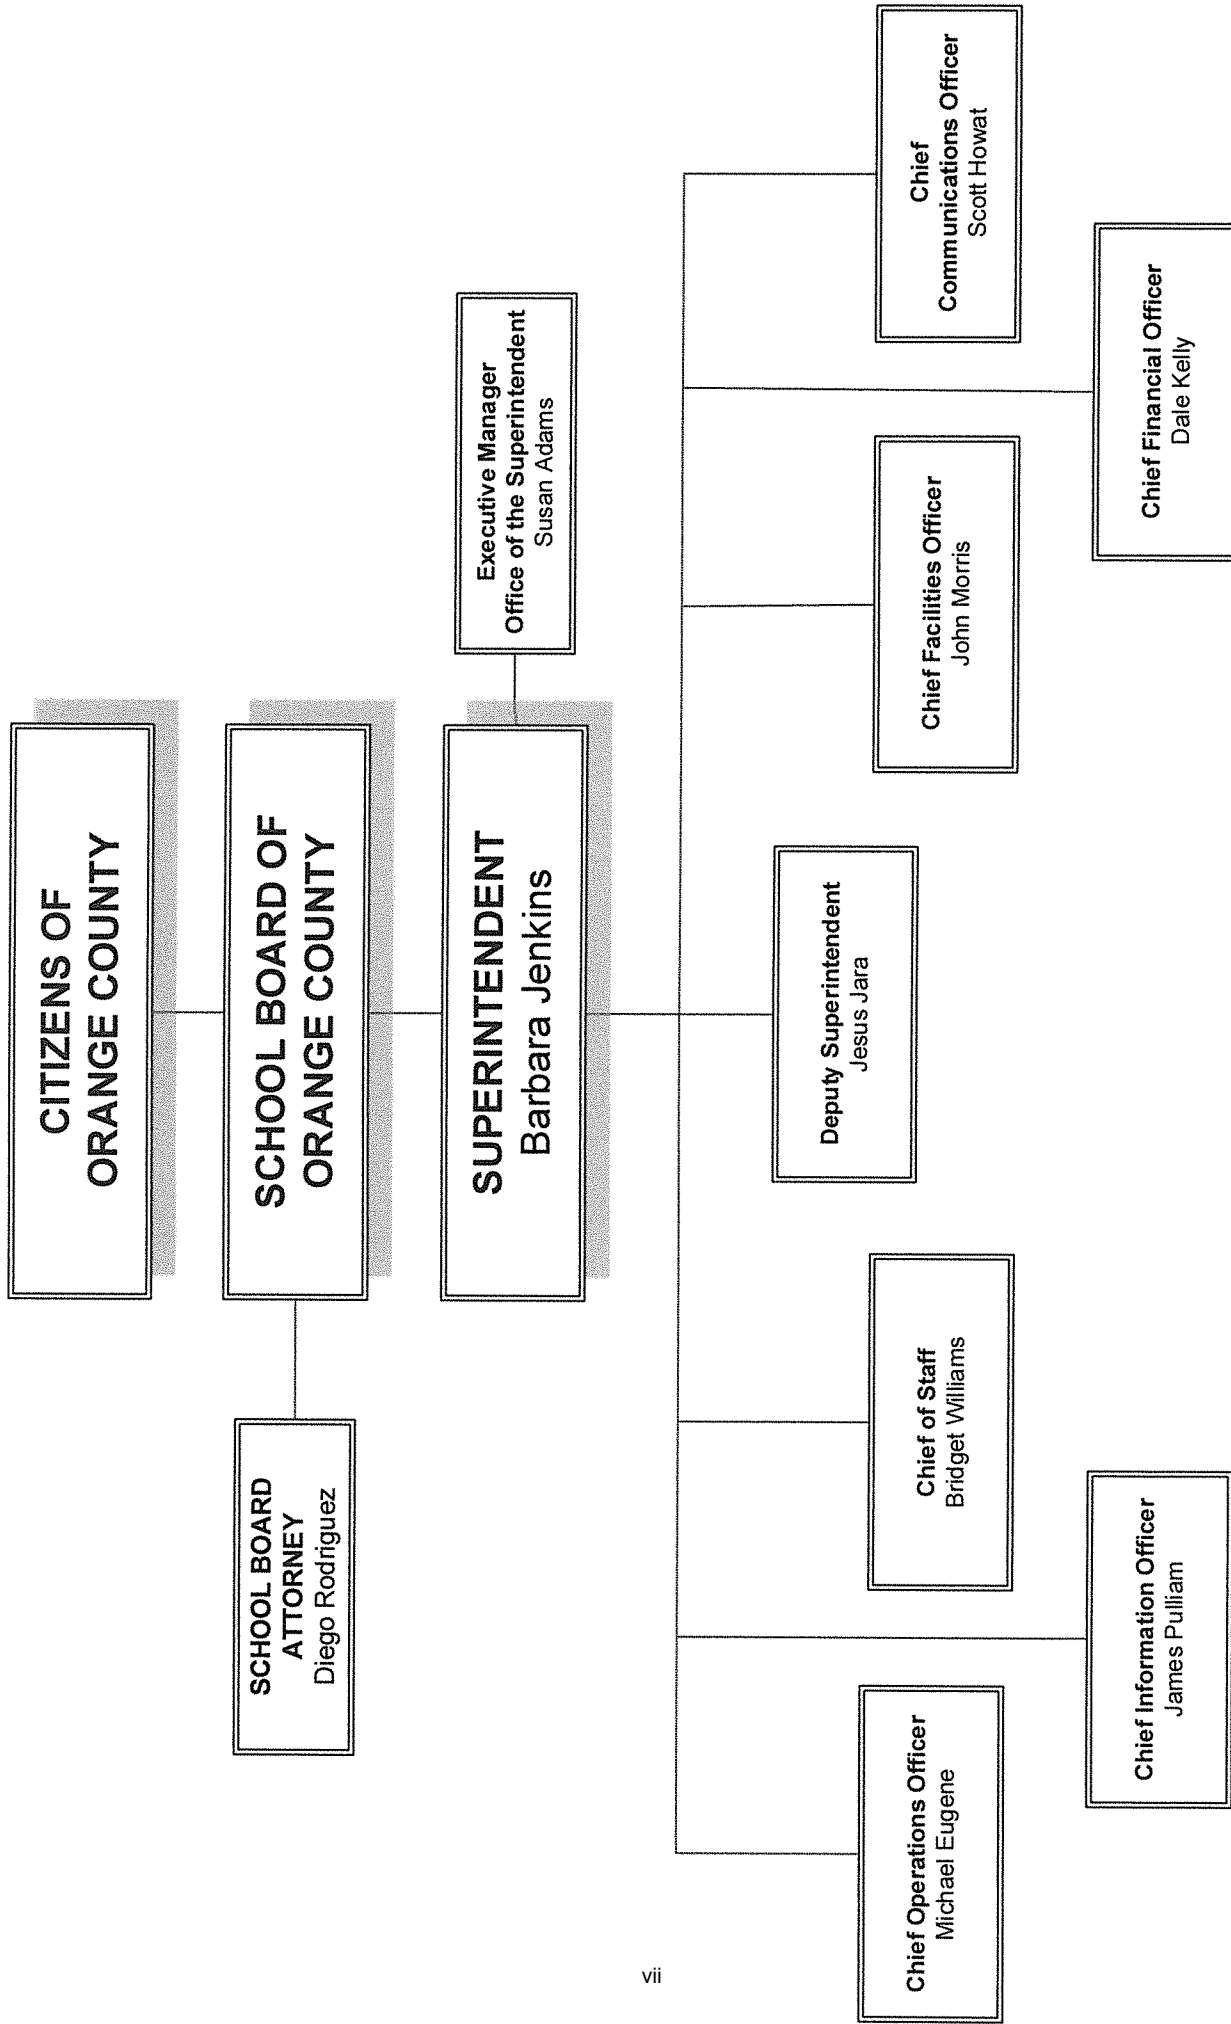 CITIZENS OF
ORANGE COUNTY
SCHOOL BOARD OF
ORANGE COUNTY
SCHOOL BOARD
ATTORNEY
Diego Rodriguez
SUPERINTENDENT
Barbara Jenkins
Executive Manager
Office of the Superintendent
Susan Adams
Chief Operations Officer
Michael Eugene
Chief Information Officer
James Pulliam
Chief of Staff
Bridget Williams
Deputy Superintendent
Jesus Jara
Chief Facilities Officer
John Morris
Chief Financial Officer
Dale Kelly
Chief
Communications Officer
Scott Howat
vii